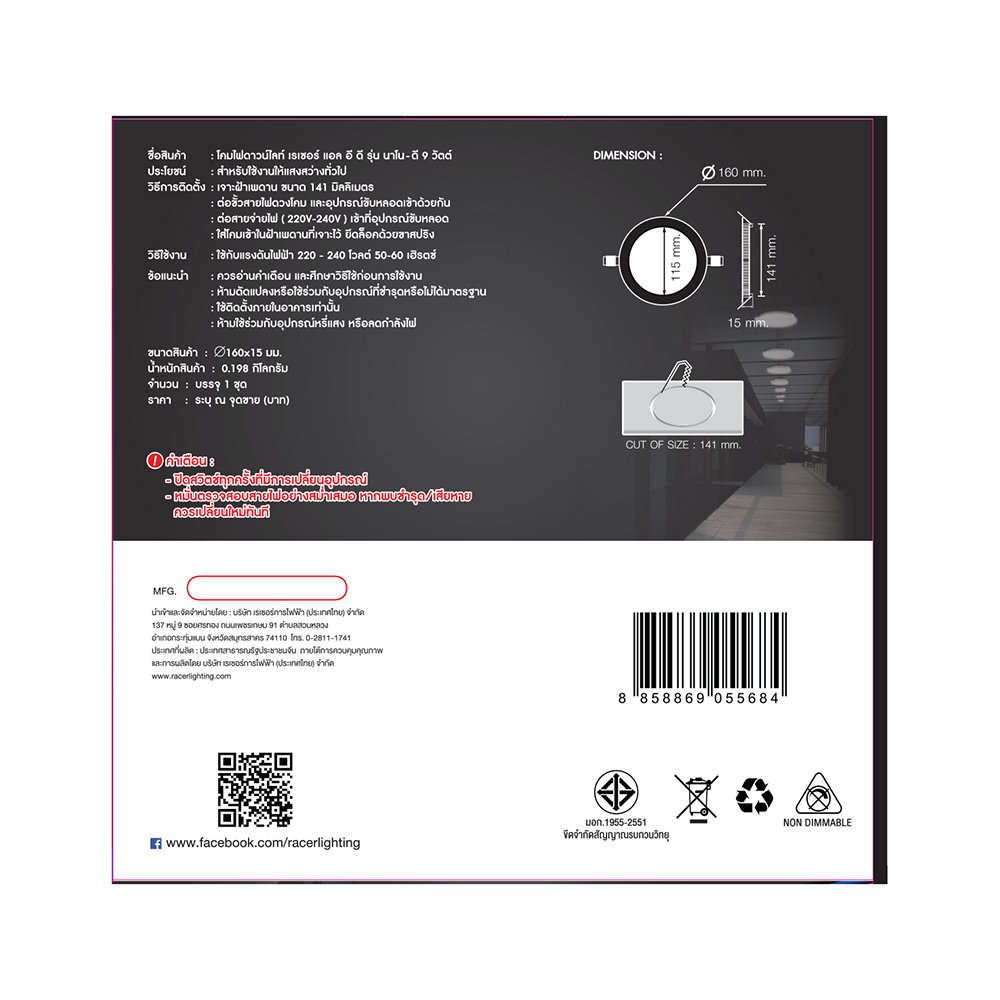 ชื่อสินค้า : โคมไฟดาวน์ไลท์ เรเซอร์ แอล อี ดี รุ่น นาโน-ดี 9 วัตต์
ประโยชน์ : สำหรับใช้งานให้แสงสว่างทั่วไป
วิธีการติดตั้ง : เจาะฝ้าเพดาน ขนาด 141 มิลลิเมตร
: ต่อขั้วสายไฟดวงโคม และอุปกรณ์ขับหลอดเข้าด้วยกัน
: ต่อสายจ่ายไฟ ( 220V-240V ) เข้าที่อุปกรณ์ขับหลอด
: ใส่โคมเข้าในฝ้าเพดานที่เจาะไว้ ยึดล็อคด้วยขาสปริง
วิธีใช้งาน : ใช้กับแรงดันไฟฟ้า 220 - 240 โวลต์ 50-60 เฮิรตซ์
ข้อแนะนำ : ควรอ่านคำเตือน และศึกษาวิธีใช้ก่อนการใช้งาน
: ห้ามดัดแปลงหรือใช้ร่วมกับอุปกรณ์ที่ชำรุดหรือไม่ได้มาตรฐาน
: ใช้ติดตั้งภายในอาคารเท่านั้น
: ห้ามใช้ร่วมกับอุปกรณ์หรี่แสง หรือลดกำลังไฟ
ขนาดสินค้า : Ø160x15 มม.
น้ำหนักสินค้า : 0.198 กิโลกรัม
จำนวน : บรรจุ 1 ชุด
ราคา : ระบุ ณ จุดขาย (บาท)
! คำเตือน :
- ปิดสวิตช์ทุกครั้งที่มีการเปลี่ยนอุปกรณ์
- หมั่นตรวจสอบสายไฟอย่างสม่ำเสมอ หากพบชำรุด/เสียหาย
ควรเปลี่ยนใหม่ทันที
DIMENSION :
Ø 160 mm.
115 mm.
141 mm.
15 mm.
CUT OF SIZE : 141 mm.
MFG.
นำเข้าและจัดจำหน่ายโดย : บริษัท เรเซอร์การไฟฟ้า (ประเทศไทย) จำกัด
137 หมู่ 9 ซอยศรีทอง ถนนเพชรเกษม 91 ตำบลสวนหลวง
อำเภอกระทุ่มแบน จังหวัดสมุทรสาคร 74110 โทร. 0-2811-1741
ประเทศที่ผลิต : ประเทศสาธารณรัฐประชาชนจีน ภายใต้การควบคุมคุณภาพ
และการผลิตโดย บริษัท เรเซอร์การไฟฟ้า (ประเทศไทย) จำกัด
www.racerlighting.com
8 858869 055684
www.facebook.com/racerlighting
มอก.1955-2551
ขีดจำกัดสัญญาณรบกวนวิทยุ
NON DIMMABLE